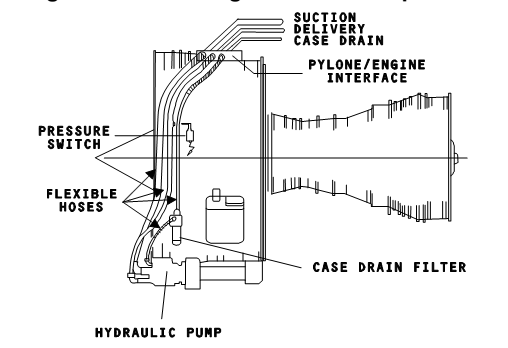 SUCTION
DELIVERY
CASE DRAIN
PYLONE/ENGINE
INTERFACE
PRESSURE
SWITCH
FLEXIBLE
HOSES
CASE DRAIN FILTER
HYDRAULIC PUMP